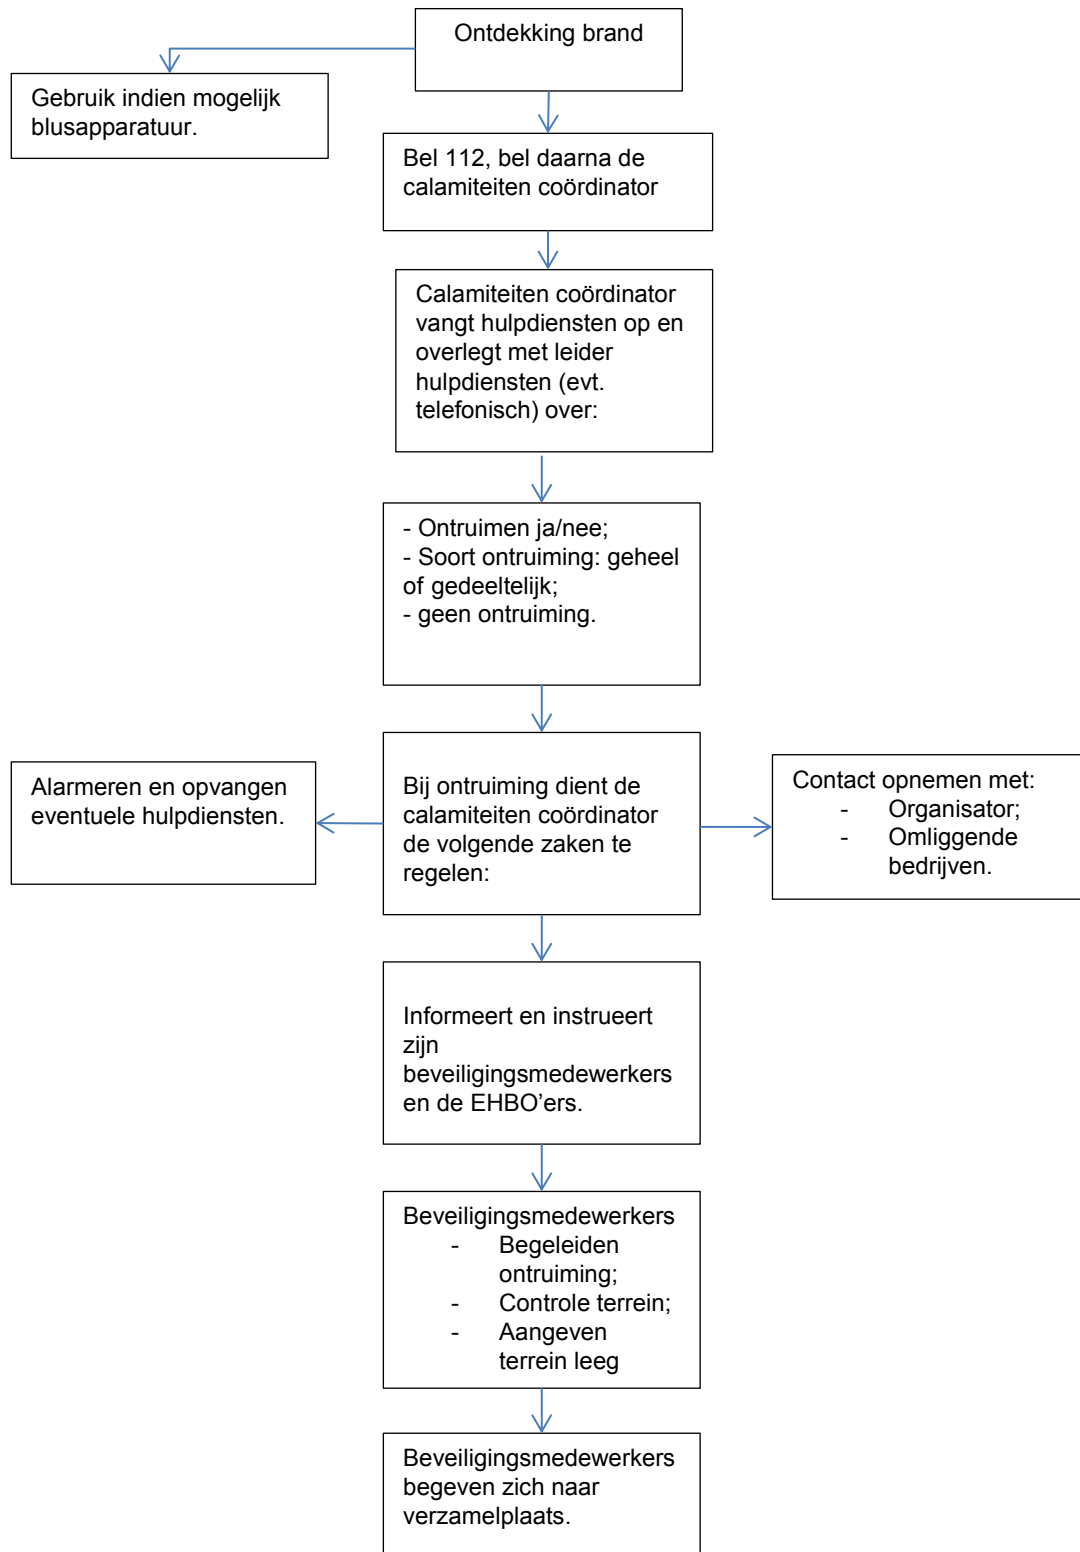 Ontdekking brand
Gebruik indien mogelijk
blusapparatuur.
Bel 112, bel daarna de
calamiteiten coördinator
Calamiteiten coördinator
vangt hulpdiensten op en
overlegt met leider
hulpdiensten (evt.
telefonisch) over:
- Ontruimen ja/nee;
- Soort ontruiming: geheel
of gedeeltelijk;
- geen ontruiming.
Alarmeren en opvangen
eventuele hulpdiensten.
Bij ontruiming dient de
calamiteiten coördinator
de volgende zaken te
regelen:
Contact opnemen met:
- Organisator;
- Omliggende
bedrijven.
Informeert en instrueert
zijn
beveiligingsmedewerkers
en de EHBO’ers.
Beveiligingsmedewerkers
- Begeleiden
ontruiming;
- Controle terrein;
- Aangeven
terrein leeg
Beveiligingsmedewerkers
begeven zich naar
verzamelplaats.